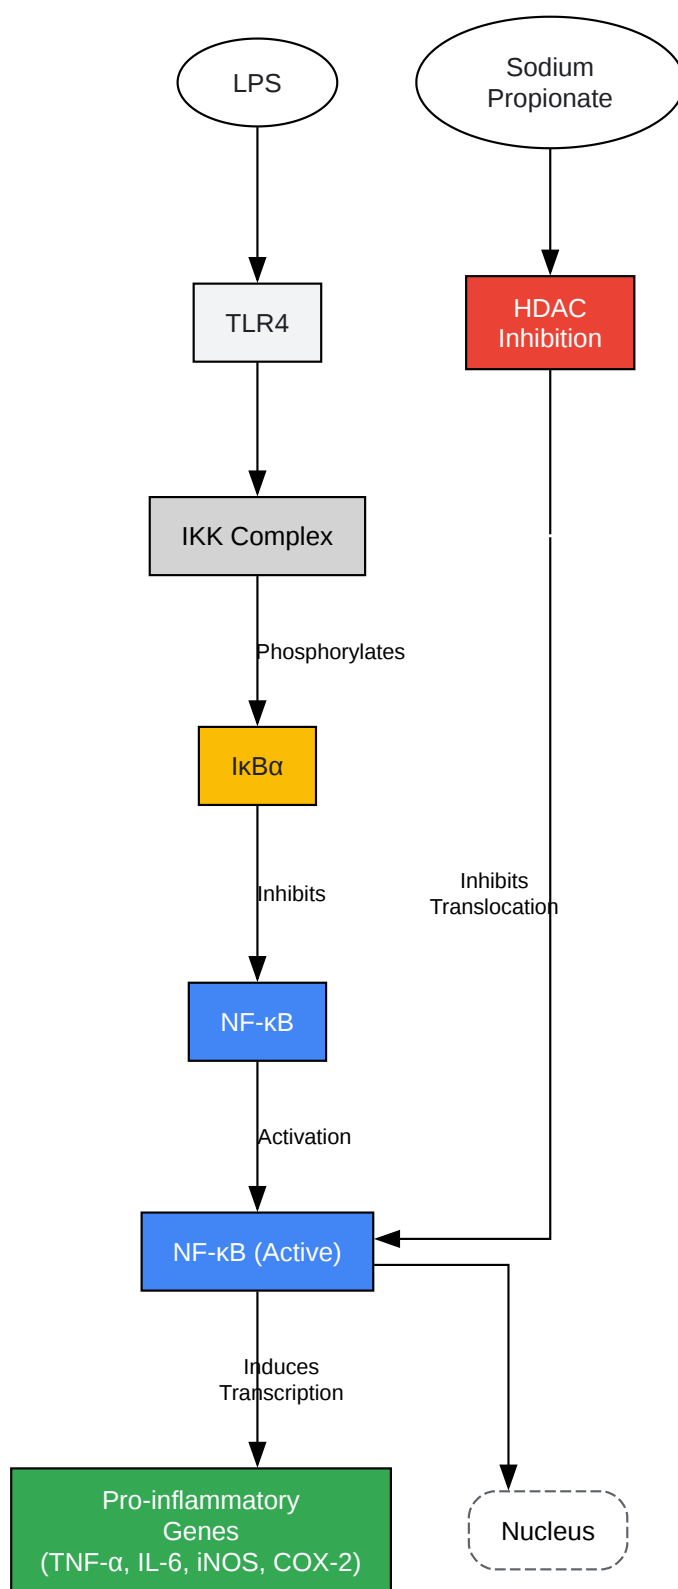 LPS
Sodium
Propionate
TLR4
HDAC
Inhibition
IKK Complex
Phosphorylates
IκBα
Inhibits
Inhibits
Translocation
NF-κB
Activation
NF-κB (Active)
Induces
Transcription
Pro-inflammatory
Genes
(TNF-α, IL-6, iNOS, COX-2)
Nucleus